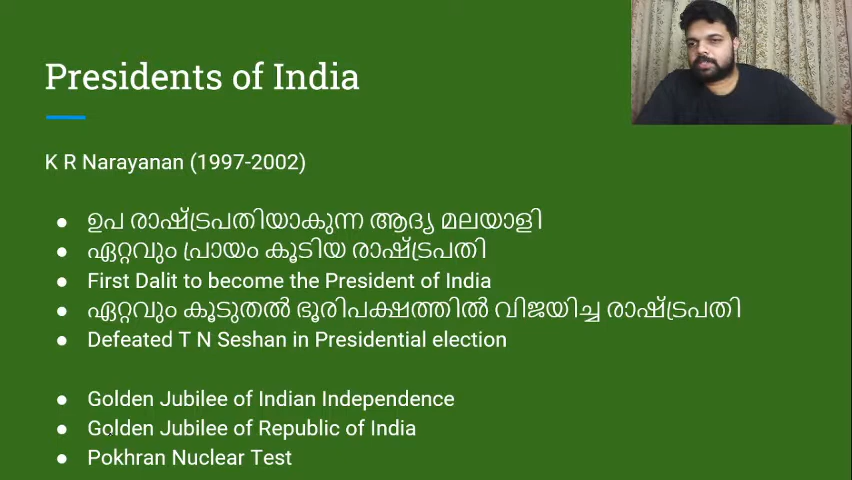 Presidents of India
K R Narayanan (1997-2002)
● ഉപ രാഷ്ട്രപതിയാകുന്ന ആദ്യ മലയാളി
● ഏറ്റവും പ്രായം കൂടിയ രാഷ്ട്രപതി
● First Dalit to become the President of India
● ഏറ്റവും കൂടുതൽ ഭൂരിപക്ഷത്തിൽ വിജയിച്ച രാഷ്ട്രപതി
● Defeated T N Seshan in Presidential election
● Golden Jubilee of Indian Independence
● Golden Jubilee of Republic of India
● Pokhran Nuclear Test